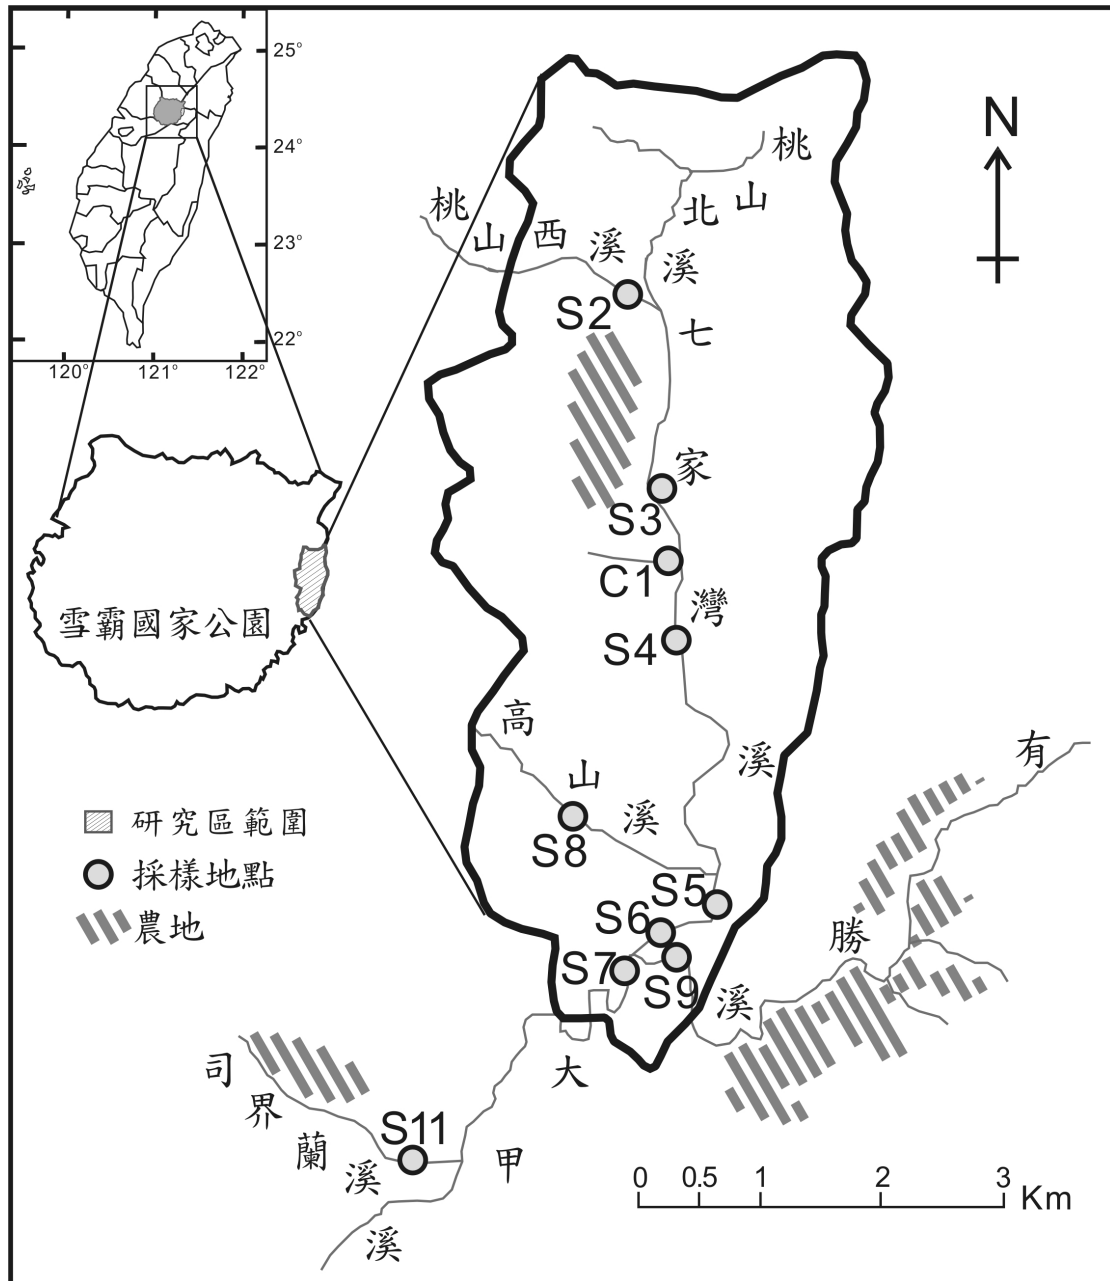 25°
24°
23°
22°
120°
121°
122°
N
桃山北溪
桃山西溪
S2
七家灣溪
S3
C1
S4
雪霸國家公園
高山溪
S8
有勝溪
研究區範圍
採樣地點
農地
S5
S6
S7
S9
司界蘭溪
S11
大甲溪
0
0.5
1
2
3
Km